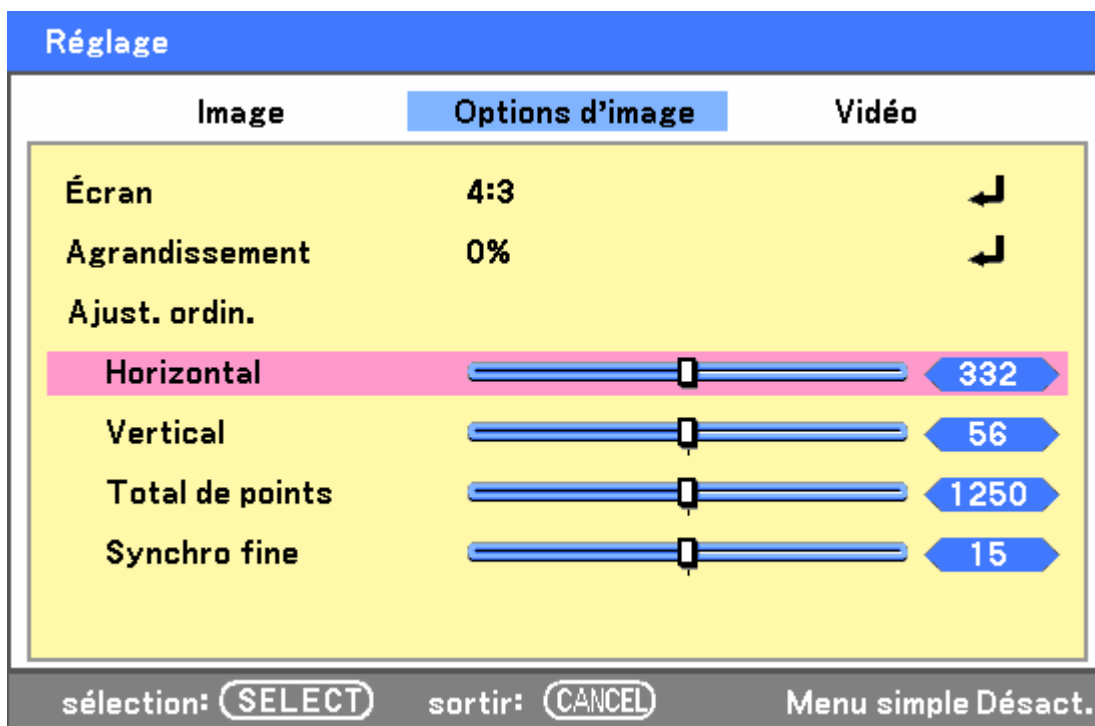 Réglage
Image Options d'image Vidéo
Écran 4:3
Agrandissement 0%
Ajust. ordin.
Horizontal 332
Vertical 56
Total de points 1250
Synchro fine 15
sélection: SELECT sortir: CANCEL Menu simple Désact.